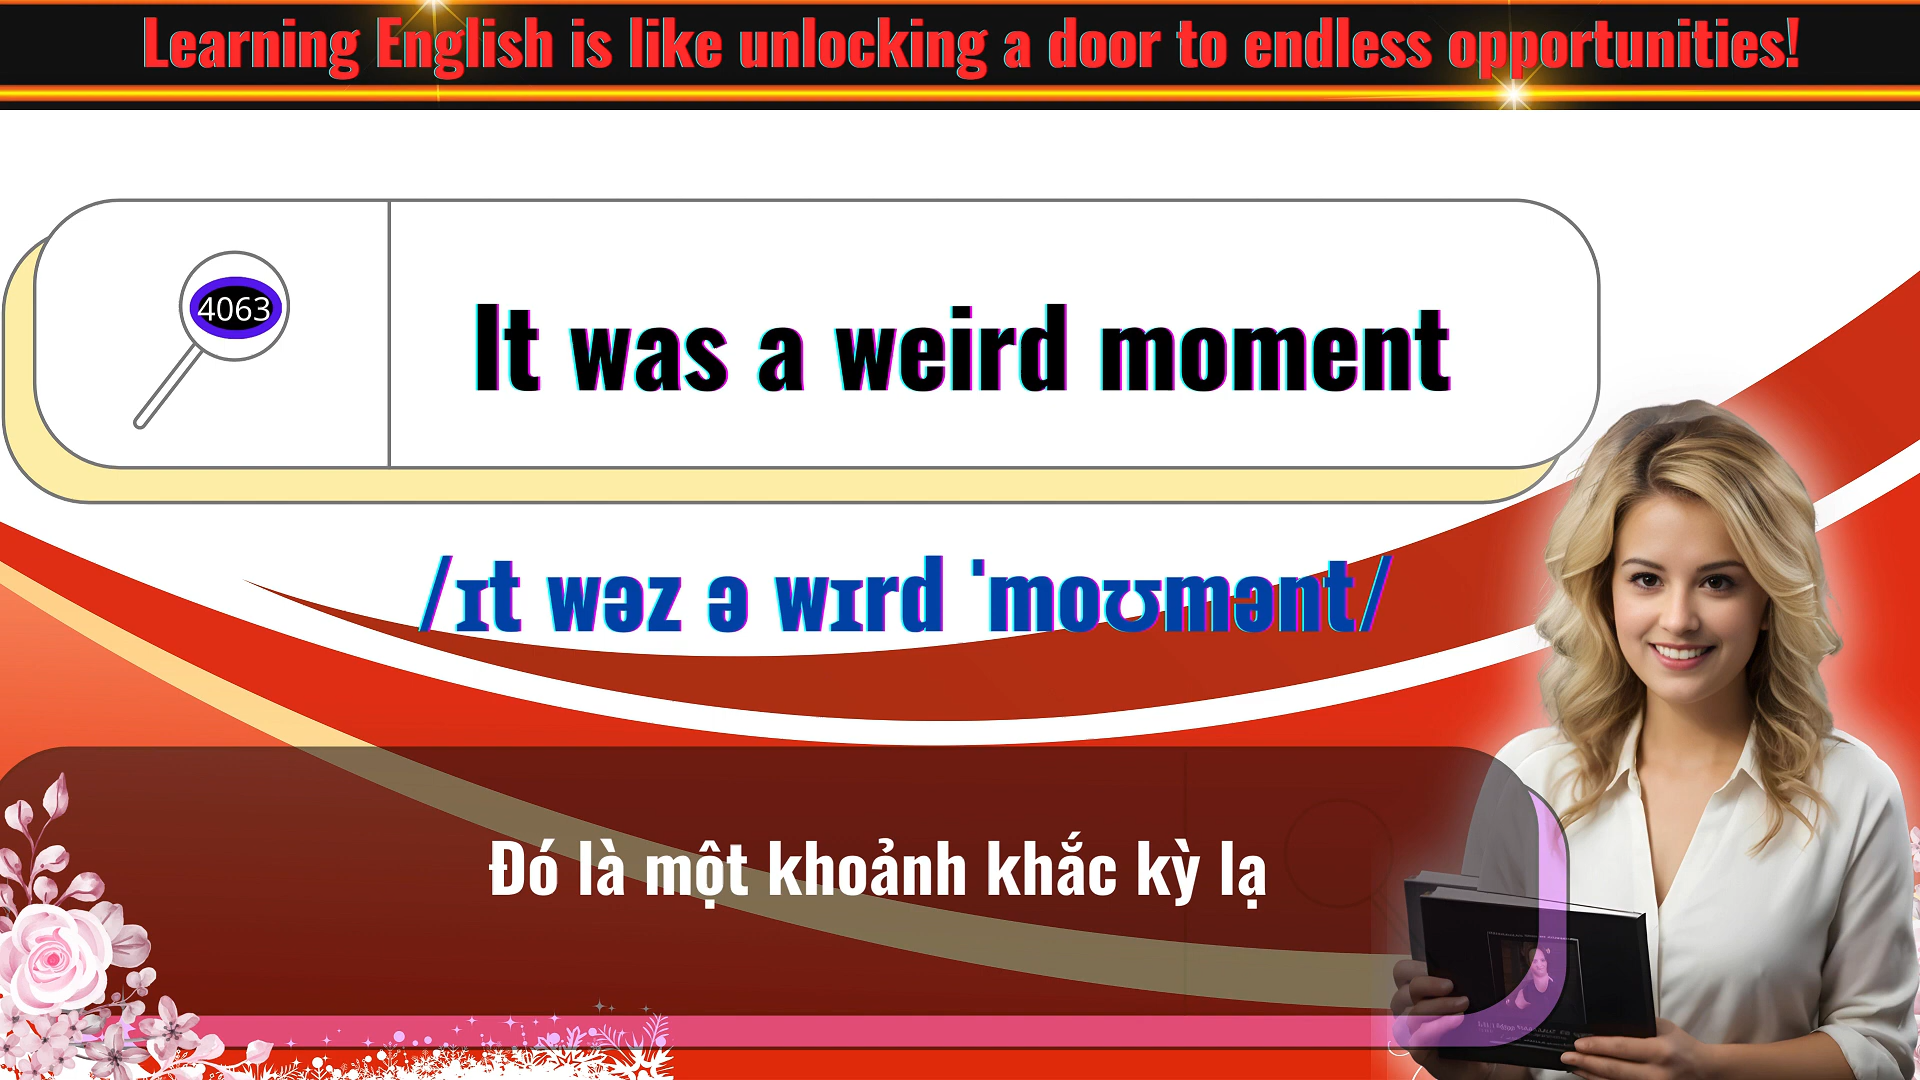 Learning English is like unlocking a door to endless opportunities!
4063
It was a weird moment
/ɪt wəz ə wɪrd ˈmoʊmənt/
Đó là một khoảnh khắc kỳ lạ